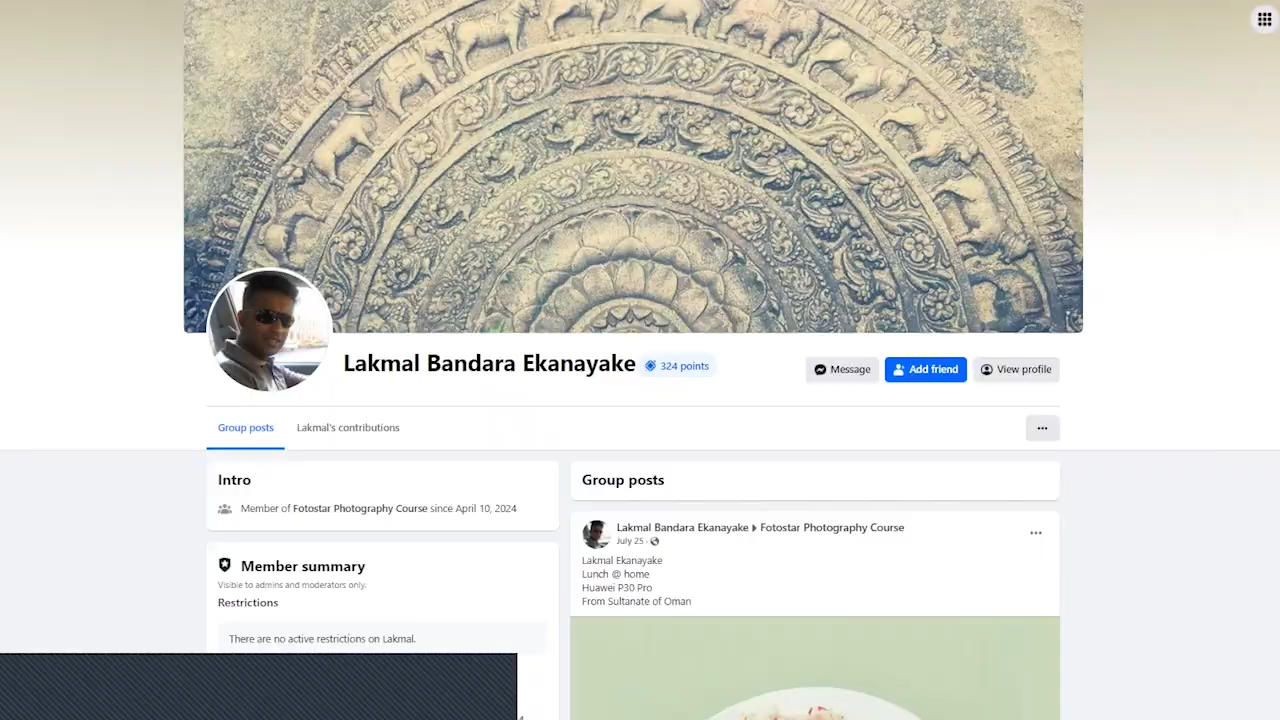 Lakmal Bandara Ekanayake
324 points
Message
Add friend
View profile
Group posts
Lakmal's contributions
Intro
Member of Fotostar Photography Course since April 10, 2024
Member summary
Visible to admins and moderators only.
Restrictions
There are no active restrictions on Lakmal.
Group posts
Lakmal Bandara Ekanayake Fotostar Photography Course
July 25 ·
Lakmal Ekanayake
Lunch @ home
Huawei P30 Pro
From Sultanate of Oman